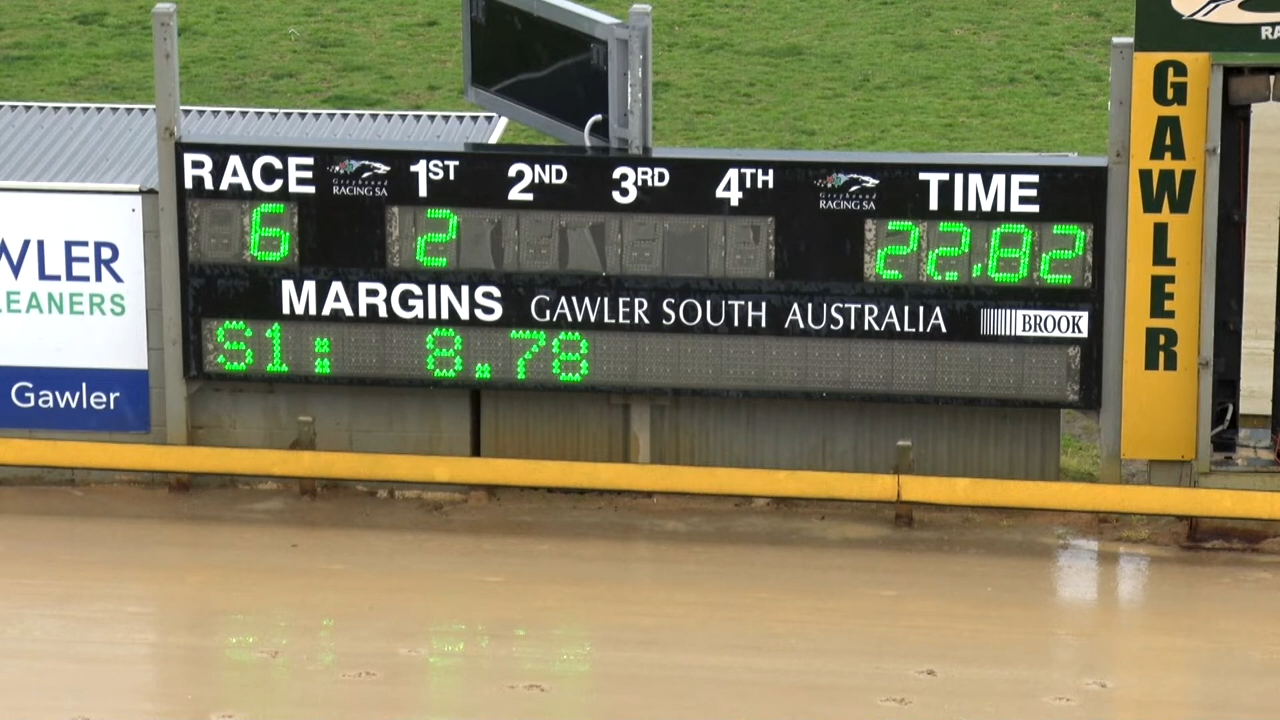 RA
GAWLER
RACE
Greyhound
RACING SA
1ST 2ND 3RD 4TH
Greyhound
RACING SA
TIME
6 2 22.82
MARGINS GAWLER SOUTH AUSTRALIA BROOK
S1: 8.78
WLER
LEANERS
Gawler